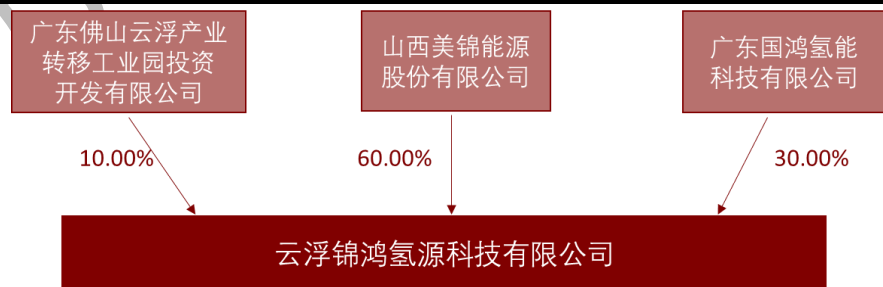 广东佛山云浮产业
转移工业园投资
开发有限公司
山西美锦能源
股份有限公司
广东国鸿氢能
科技有限公司
10.00%
60.00%
30.00%
云浮锦鸿氢源科技有限公司